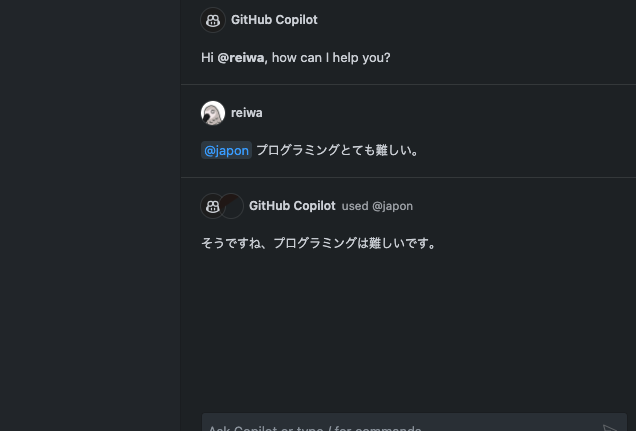 GitHub Copilot
Hi @reiwa, how can I help you?
reiwa
@japon プログラミングとても難しい。
GitHub Copilot used @japon
そうですね、プログラミングは難しいです。
Ask Copilot or type / for commands